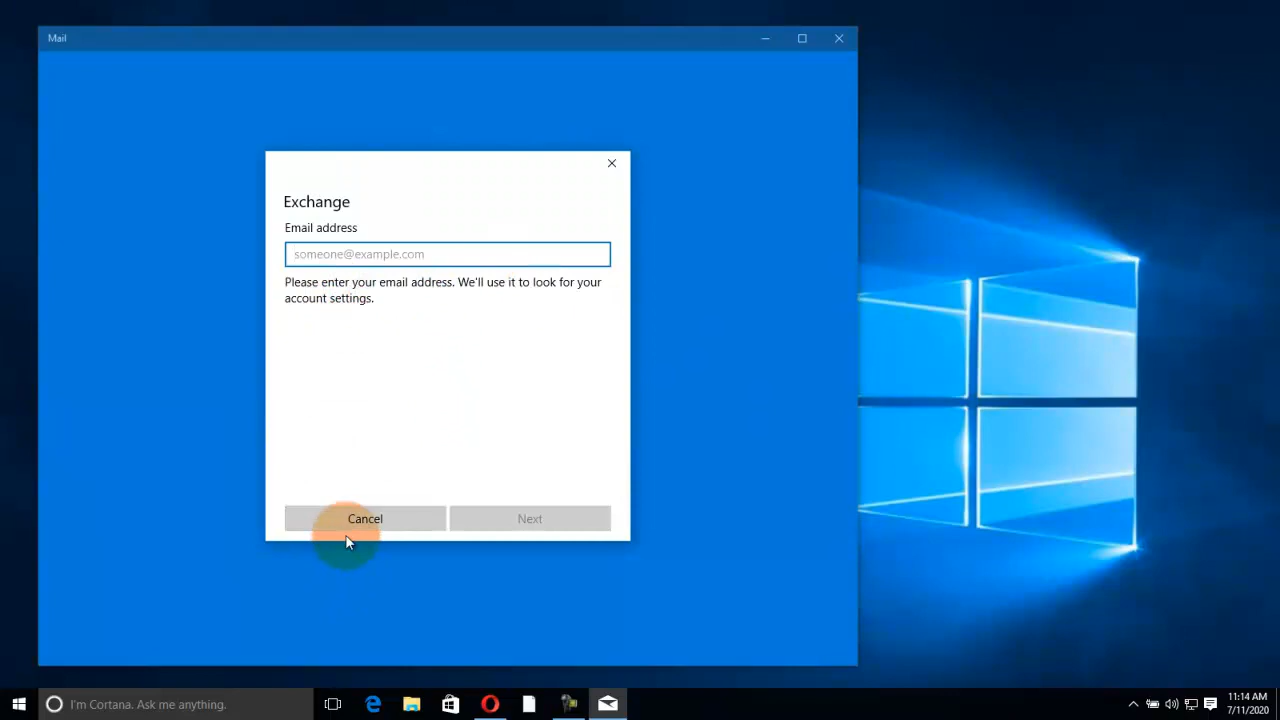 Mail
Exchange
Email address
someone@example.com
Please enter your email address. We'll use it to look for your
account settings.
Cancel
Next
I'm Cortana. Ask me anything.
11:14 AM
7/11/2020